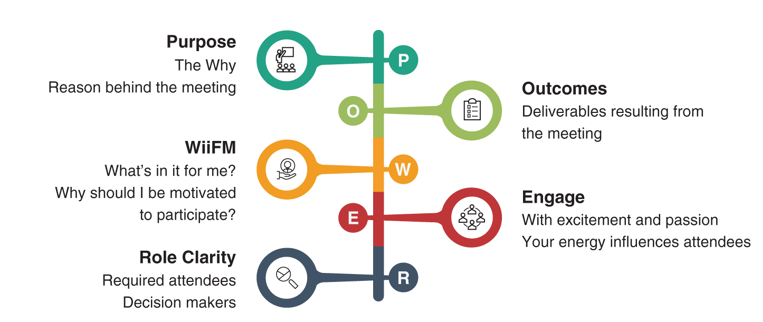 Purpose
The Why
Reason behind the meeting
P
O
Outcomes
Deliverables resulting from
the meeting
WiiFM
What's in it for me?
Why should I be motivated
to participate?
W
E
Engage
With excitement and passion
Your energy influences attendees
Role Clarity
Required attendees
Decision makers
R